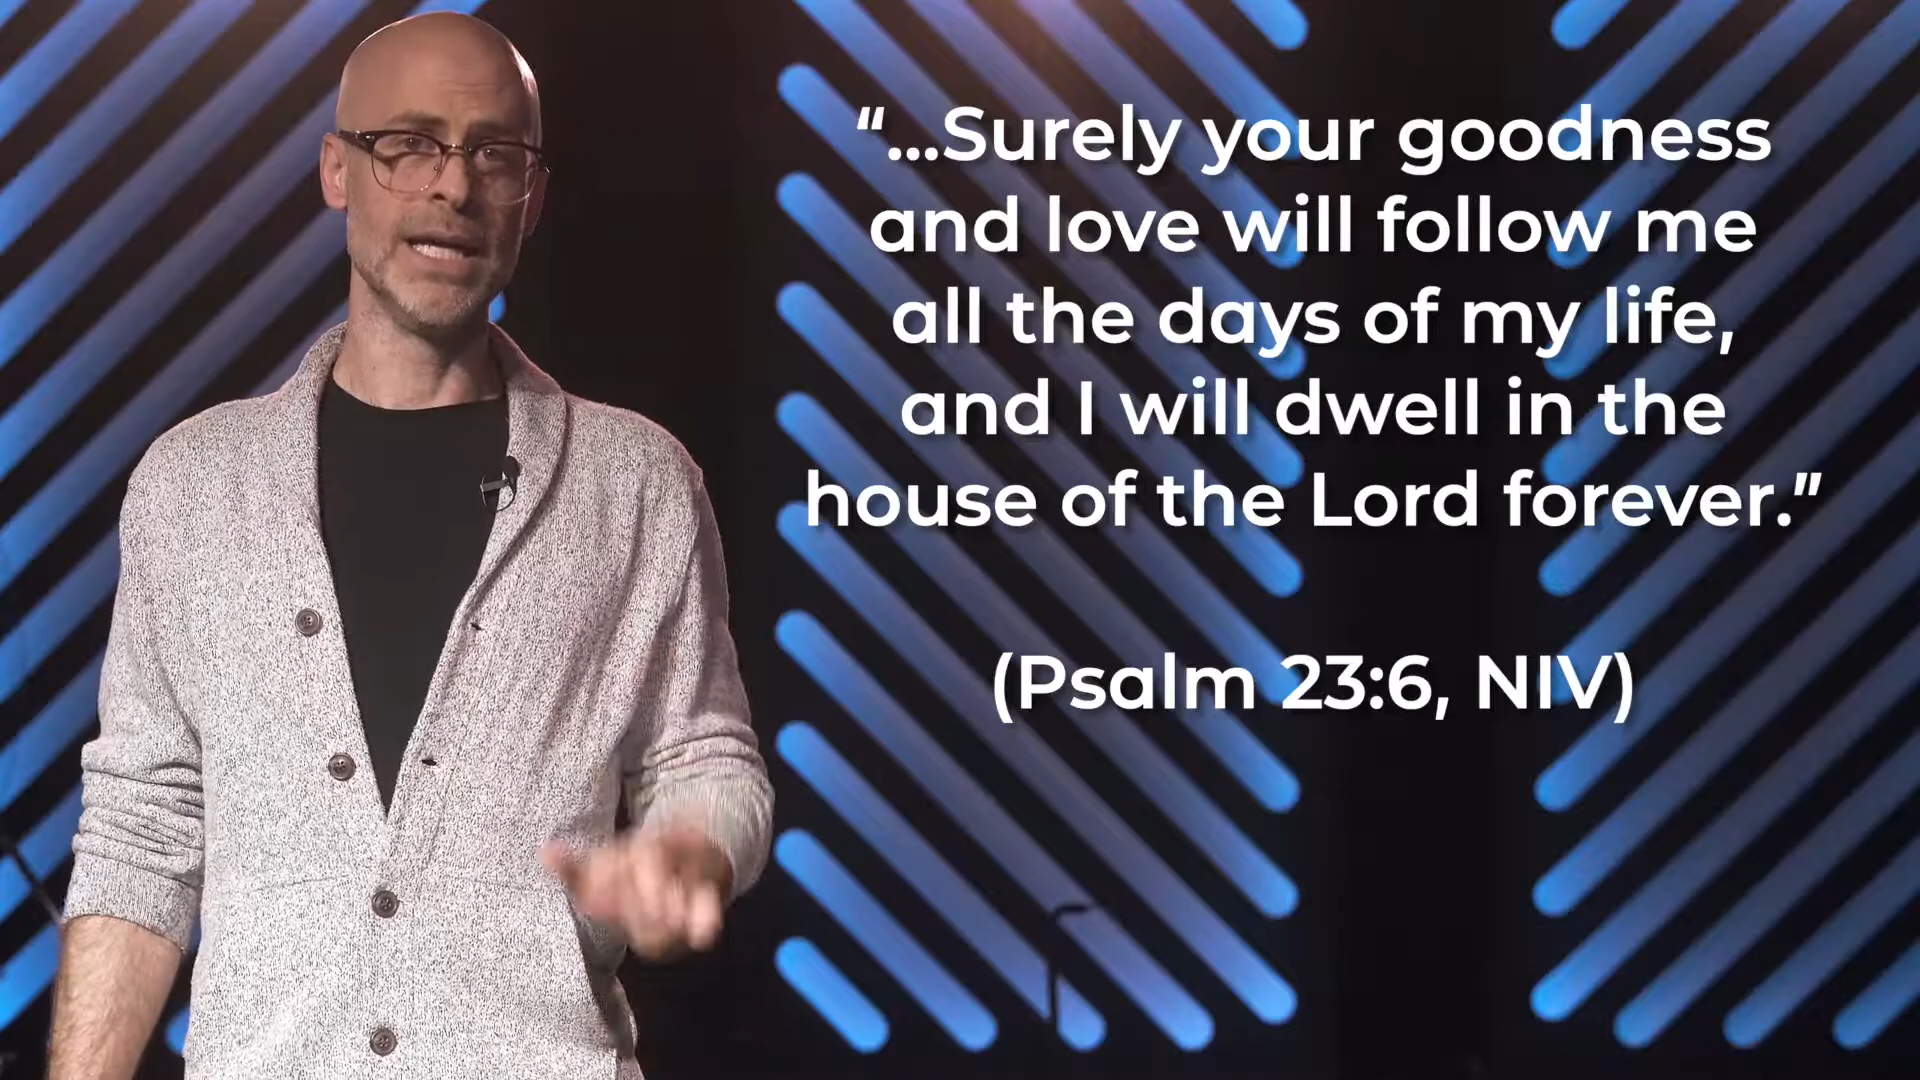 “...Surely your goodness
and love will follow me
all the days of my life,
and I will dwell in the
house of the Lord forever.”
(Psalm 23:6, NIV)